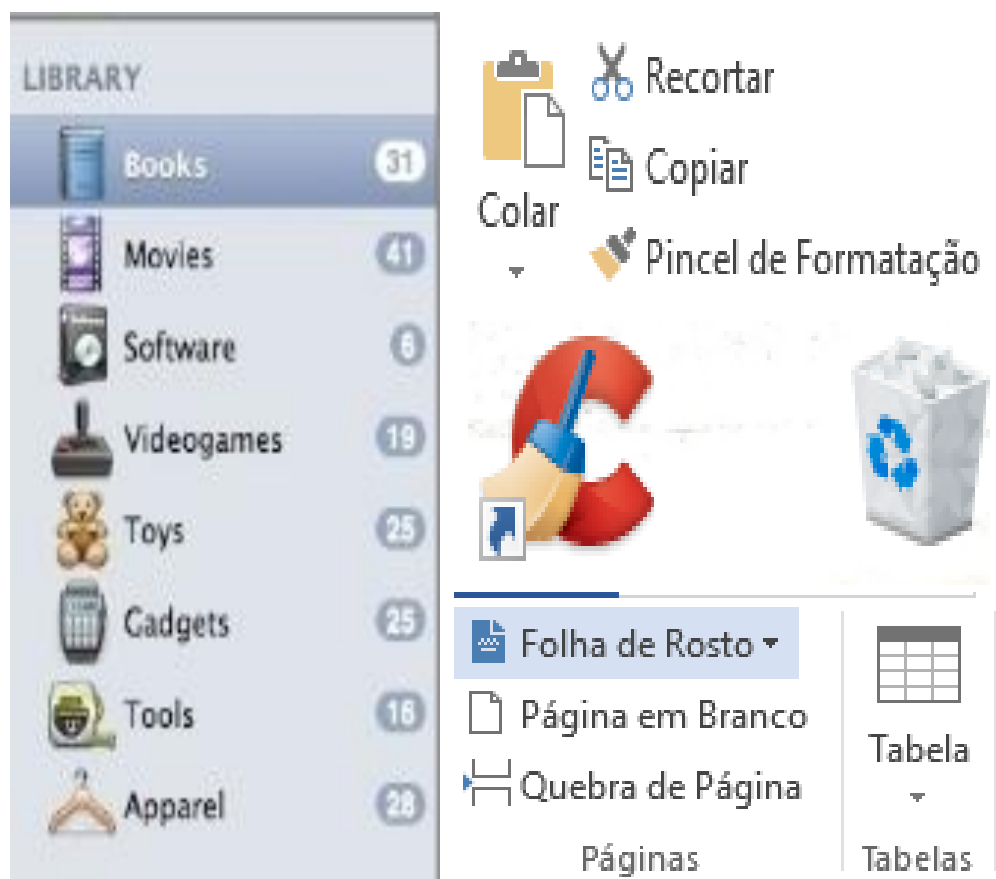 LIBRARY
Books 31
Movies 41
Software 6
Videogames 19
Toys 25
Gadgets 25
Tools 16
Apparel 28
Recortar
Copiar
Colar
Pincel de Formatação
Folha de Rosto
Página em Branco
Quebra de Página
Páginas
Tabela
Tabelas